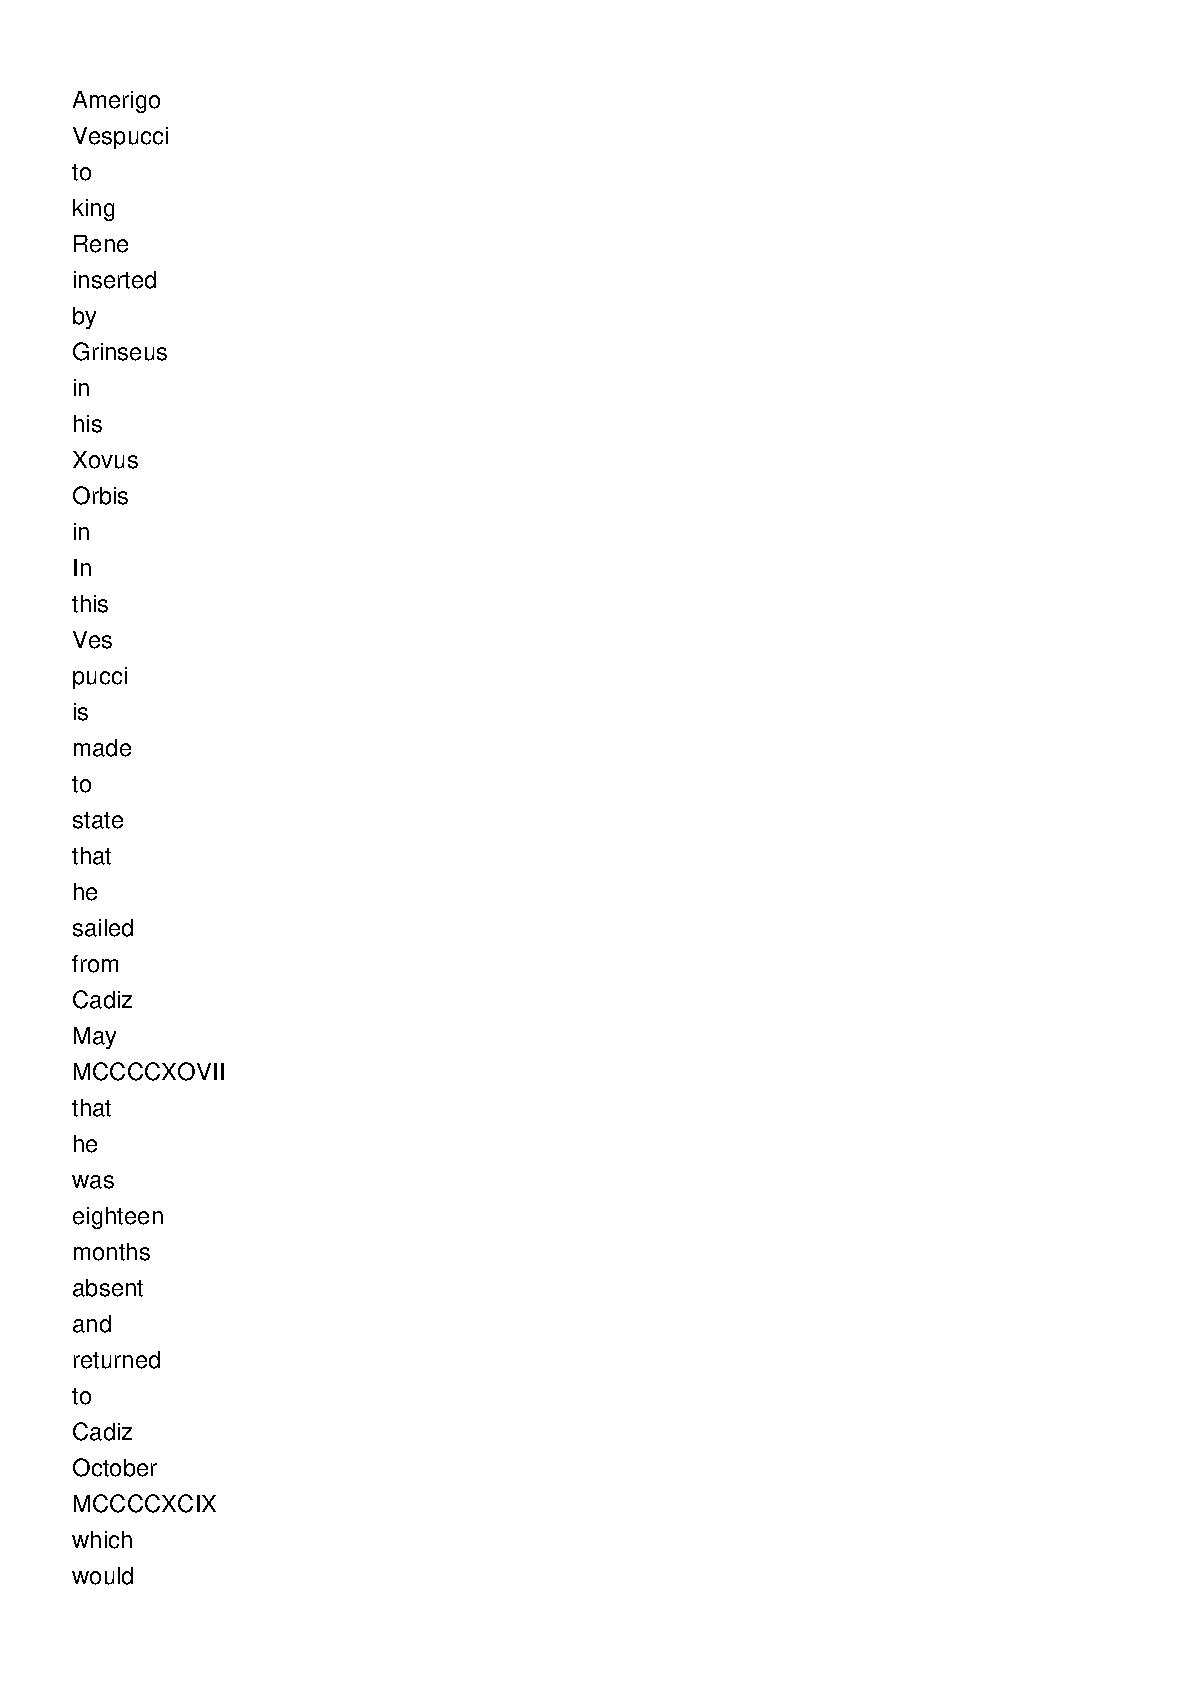 Amerigo
Vespucci
to
king
Rene
inserted
by
Grinseus
in
his
Xovus
Orbis
in
In
this
Ves
pucci
is
made
to
state
that
he
sailed
from
Cadiz
May
MCCCCXOVII
that
he
was
eighteen
months
absent
and
returned
to
Cadiz
October
MCCCCXCIX
which
would